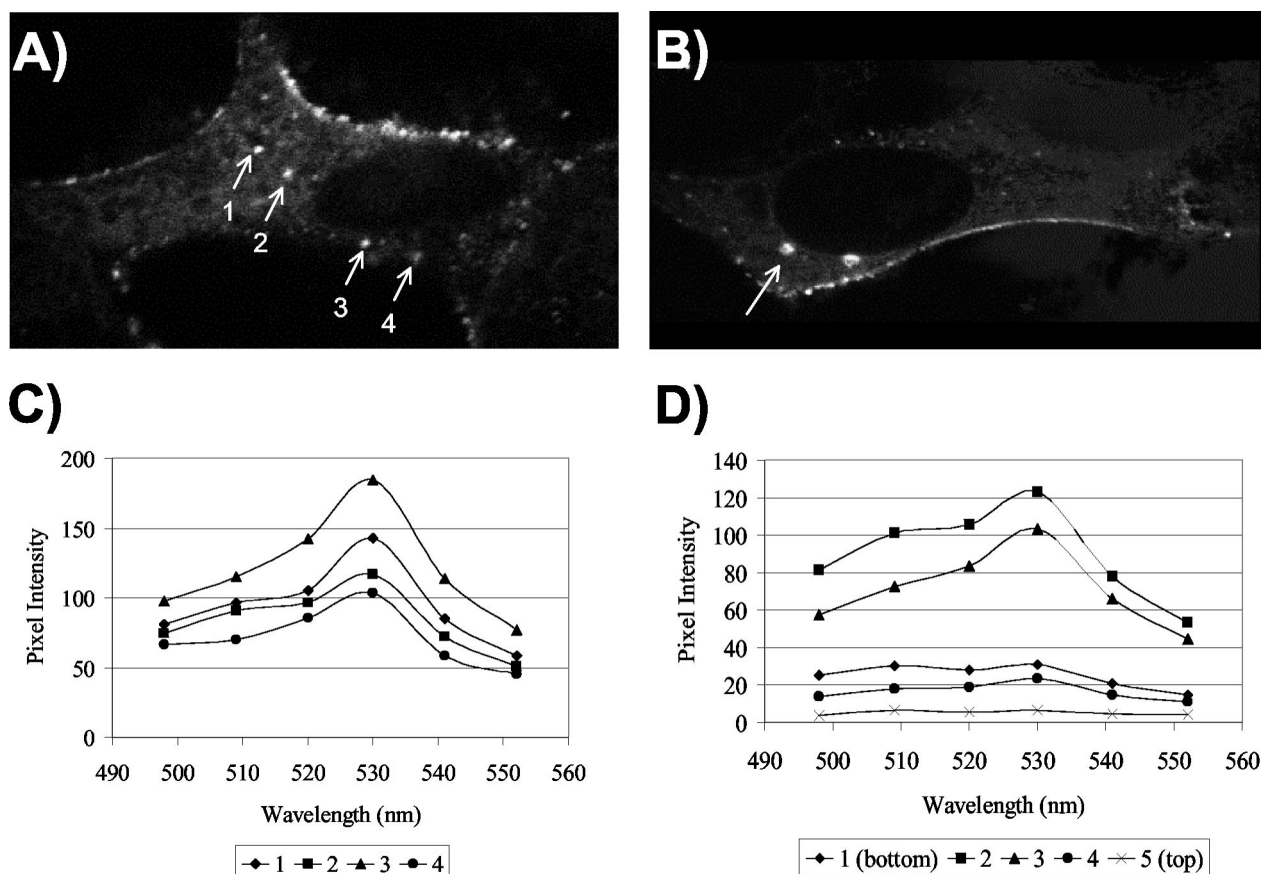 A)
B)
1
2
3
4
C)
D)
200
150
100
50
0
490 500 510 520 530 540 550 560
Pixel Intensity
Wavelength (nm)
1 2 3 4
140
120
100
80
60
40
20
0
490 500 510 520 530 540 550 560
Pixel Intensity
Wavelength (nm)
1 (bottom) 2 3 4 5 (top)